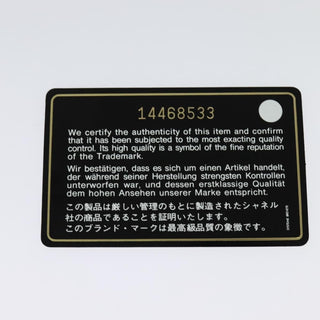 14468533
We certify the authenticity of this item and confirm
that it has been subjected to the most exacting quality
control. Its high quality is a symbol of the fine reputation
of the Trademark.
Wir bestätigen, dass es sich um einen Artikel handelt,
der während seiner Herstellung strengsten Kontrollen
unterworfen war, und dessen erstklassige Qualität
dem hohen Ansehen unserer Marke entspricht.
この製品は厳しい管理のもとに製造されたシャネル
社の商品であることを証明いたします。
このブランド・マークは最高級品質の象徴です。